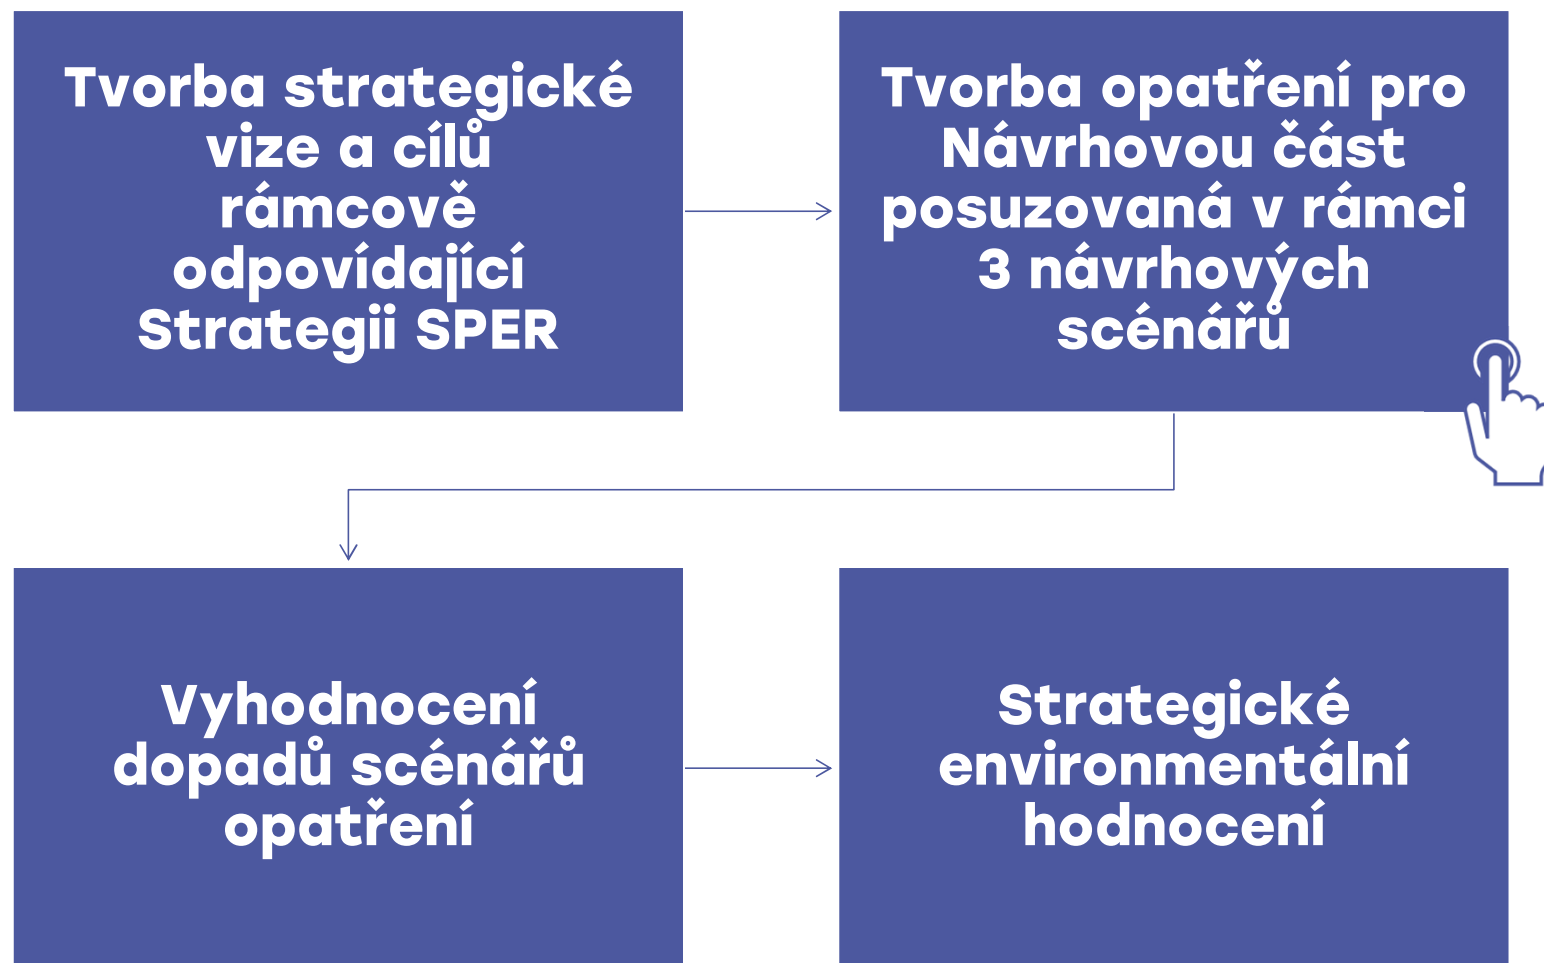 Tvorba strategické
vize a cílů
rámcově
odpovídající
Strategii SPER
Tvorba opatření pro
Návrhovou část
posuzovaná v rámci
3 návrhových
scénářů
Vyhodnocení
dopadů scénářů
opatření
Strategické
environmentální
hodnocení